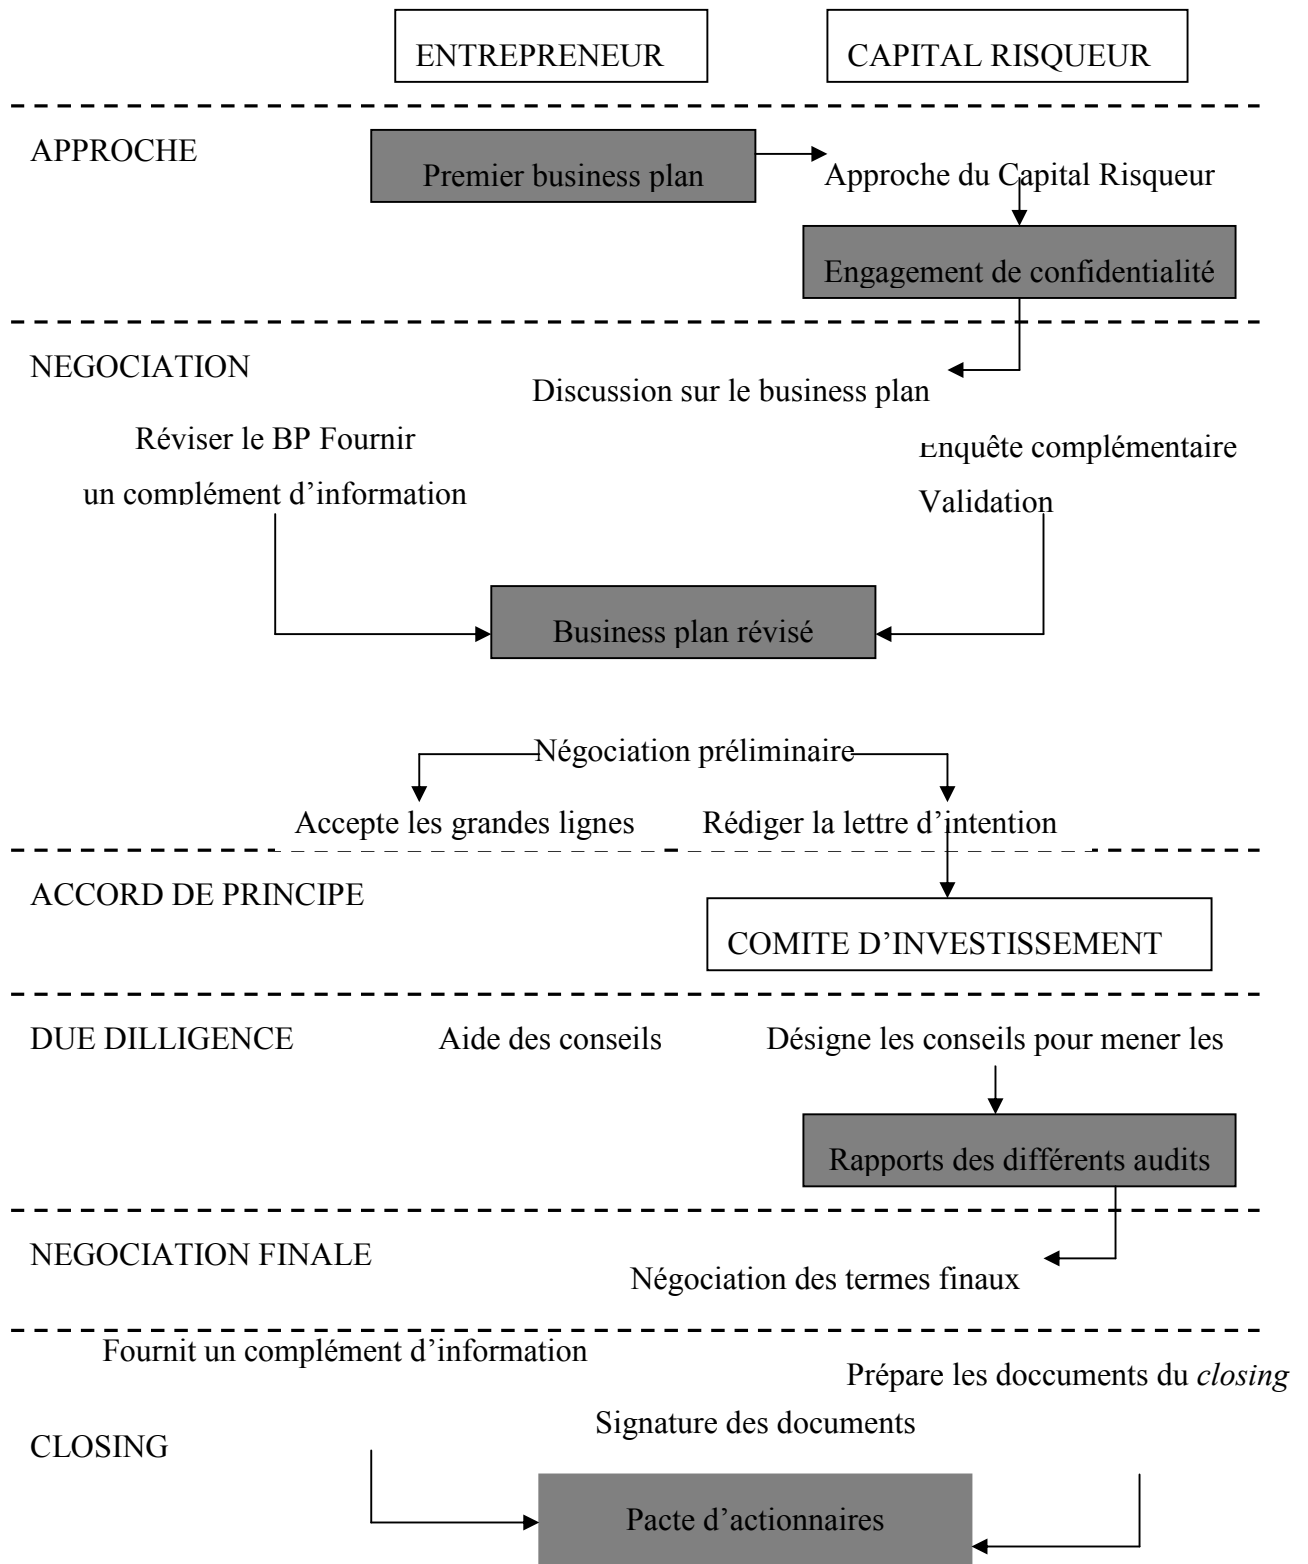 ENTREPRENEUR
CAPITAL RISQUEUR
APPROCHE
Premier business plan
Approche du Capital Risqueur
Engagement de confidentialité
NEGOCIATION
Discussion sur le business plan
Réviser le BP Fournir
un complément d’information
Enquête complémentaire
Validation
Business plan révisé
Négociation préliminaire
Accepte les grandes lignes
Rédiger la lettre d’intention
ACCORD DE PRINCIPE
COMITE D’INVESTISSEMENT
DUE DILLIGENCE
Aide des conseils
Désigne les conseils pour mener les
Rapports des différents audits
NEGOCIATION FINALE
Négociation des termes finaux
Fournit un complément d’information
Prépare les doccuments du closing
Signature des documents
CLOSING
Pacte d’actionnaires